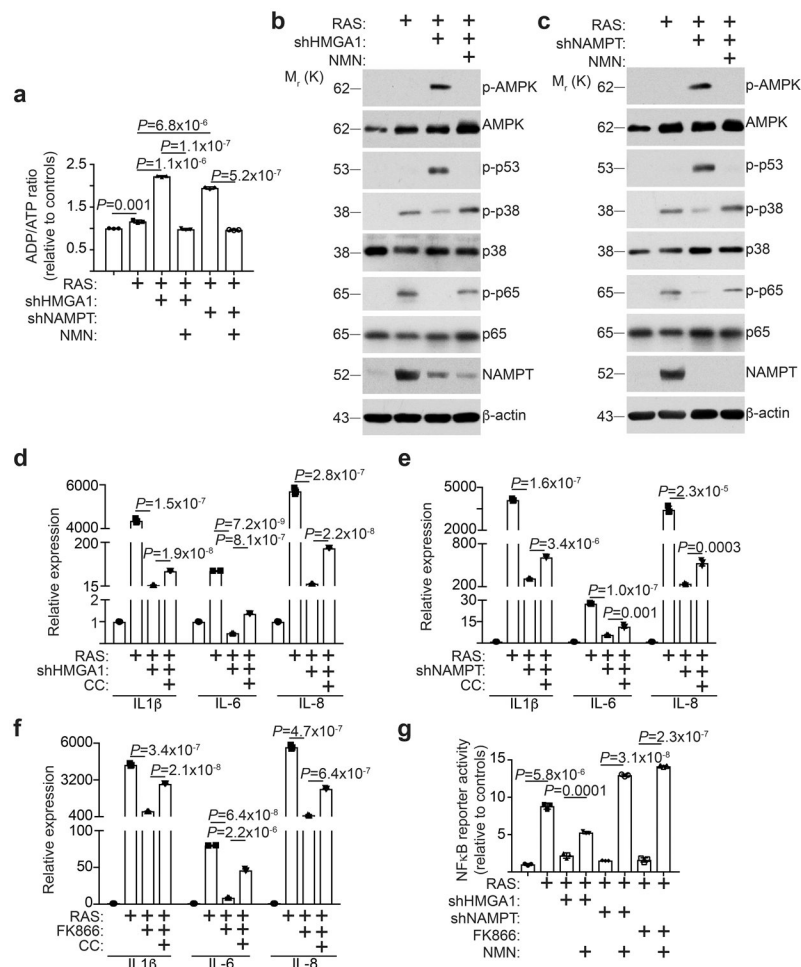 a
P=6.8x10-6
P=1.1x10-7
P=1.1x10-6
P=5.2x10-7
P=0.001
2.5
1.5
0.5
ADP/ATP ratio
(relative to controls)
RAS: + + + + +
shHMGA1: + +
shNAMPT: + +
NMN: + +
b
RAS: + + +
shHMGA1: + +
NMN: +
Mr (K)
62 p-AMPK
62 AMPK
53 p-p53
38 p-p38
38 p38
65 p-p65
65 p65
52 NAMPT
43 β-actin
c
RAS: + + +
shNAMPT: + +
NMN: +
Mr (K)
62 p-AMPK
62 AMPK
53 p-p53
38 p-p38
38 p38
65 p-p65
65 p65
52 NAMPT
43 β-actin
d
Relative expression
6000
4000
200
15
2
1
0
P=1.5x10-7
P=1.9x10-8
P=7.2x10-9
P=8.1x10-7
P=2.8x10-7
P=2.2x10-8
RAS: + + + + + + + + +
shHMGA1: + + + + + +
CC: + + +
IL1β IL-6 IL-8
e
Relative expression
5000
2000
800
200
30
15
P=1.6x10-7
P=3.4x10-6
P=1.0x10-7
P=0.001
P=2.3x10-5
P=0.0003
RAS: + + + + + + + + +
shNAMPT: + + + + + +
CC: + + +
IL1β IL-6 IL-8
f
Relative expression
6000
3200
400
100
50
0
P=3.4x10-7
P=2.1x10-8
P=6.4x10-8
P=2.2x10-6
P=4.7x10-7
P=6.4x10-7
RAS: + + + + + + + + +
FK866: + + + + + +
CC: + + +
IL1β IL-6 IL-8
g
NFκB reporter activity
(relative to controls)
15
10
5
P=5.8x10-6
P=0.0001
P=3.1x10-8
P=2.3x10-7
RAS: + + + + + + +
shHMGA1: + +
shNAMPT: + +
FK866: + +
NMN: + + +